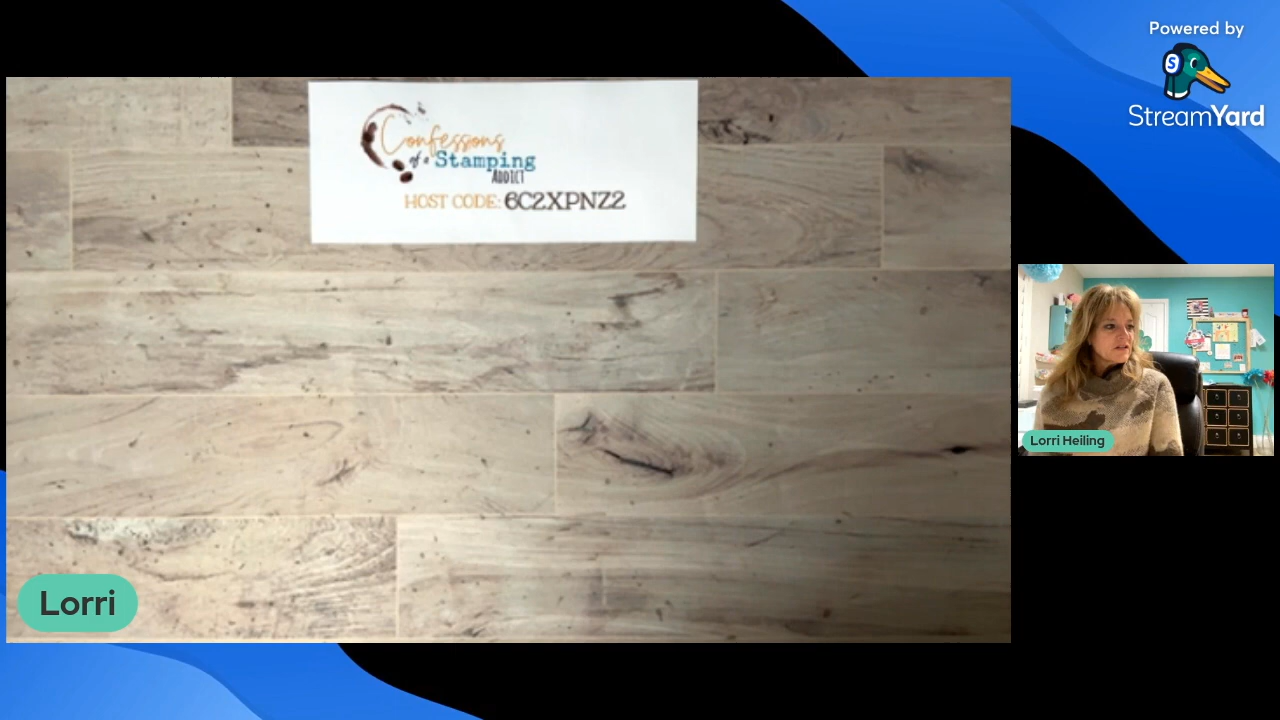 Powered by
StreamYard
Confessions
of a Stamping
ADDICT
HOST CODE: 6C2XPNZ2
Lorri Heiling
Lorri